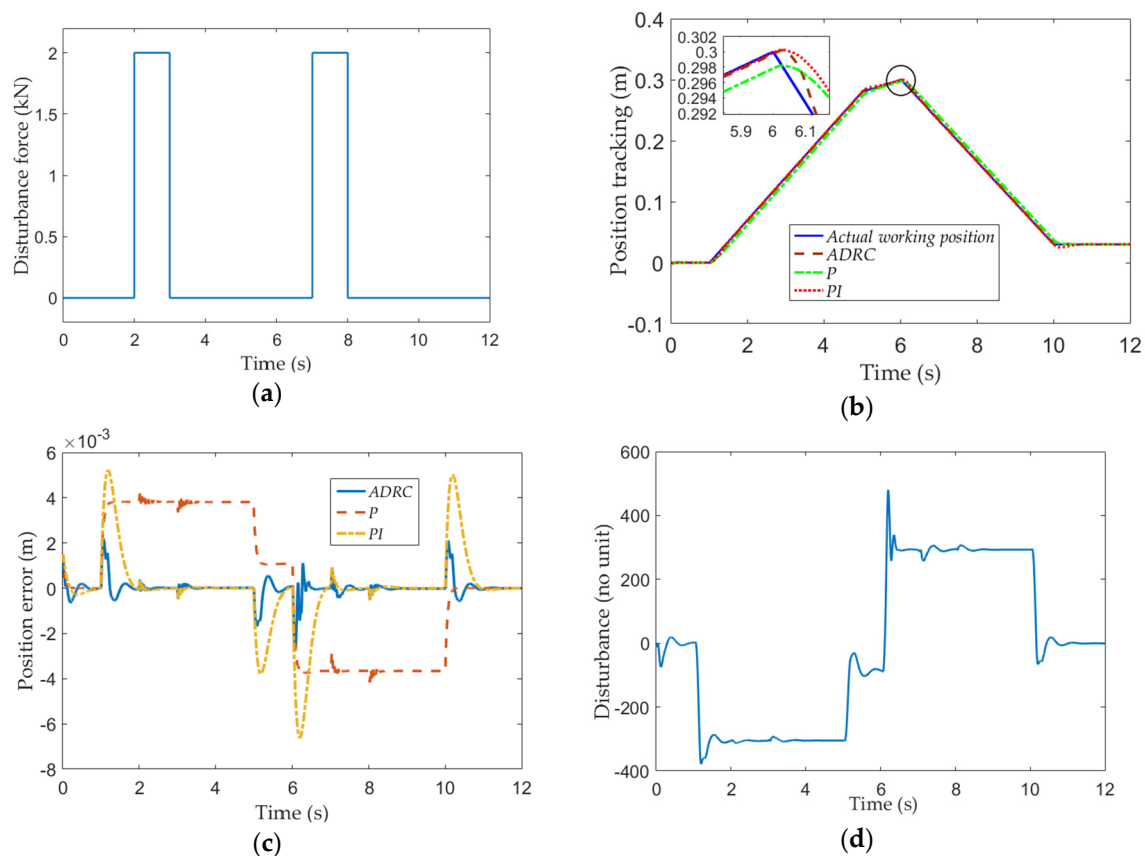 Disturbance force (kN)
2
1.5
1
0.5
0
0 2 4 6 8 10 12
Time (s)
(a)
Position tracking (m)
0.4
0.3
0.2
0.1
0
-0.1
0.302
0.3
0.298
0.296
0.294
0.292
5.9 6 6.1
Actual working position
ADRC
P
PI
0 2 4 6 8 10 12
Time (s)
(b)
×10-3
Position error (m)
6
4
2
0
-2
-4
-6
-8
ADRC
P
PI
0 2 4 6 8 10 12
Time (s)
(c)
Disturbance (no unit)
600
400
200
0
-200
-400
0 2 4 6 8 10 12
Time (s)
(d)